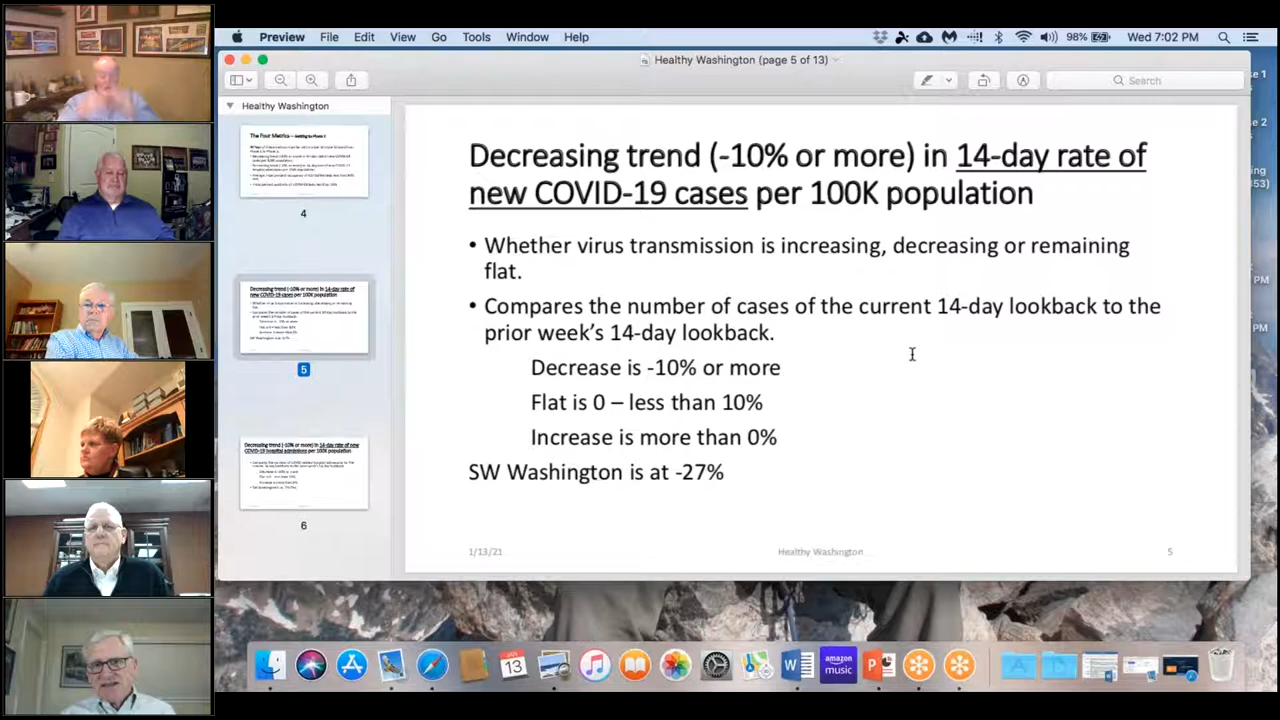 Preview File Edit View Go Tools Window Help 98% Wed 7:02 PM
Healthy Washington (page 5 of 13)
Search
Healthy Washington
4
5
6
Decreasing trend (-10% or more) in 14-day rate of
new COVID-19 cases per 100K population
• Whether virus transmission is increasing, decreasing or remaining
flat.
• Compares the number of cases of the current 14-day lookback to the
prior week's 14-day lookback.
Decrease is -10% or more
Flat is 0 – less than 10%
Increase is more than 0%
SW Washington is at -27%
1/13/21 Healthy Washington 5
JAN
13
amazon
music